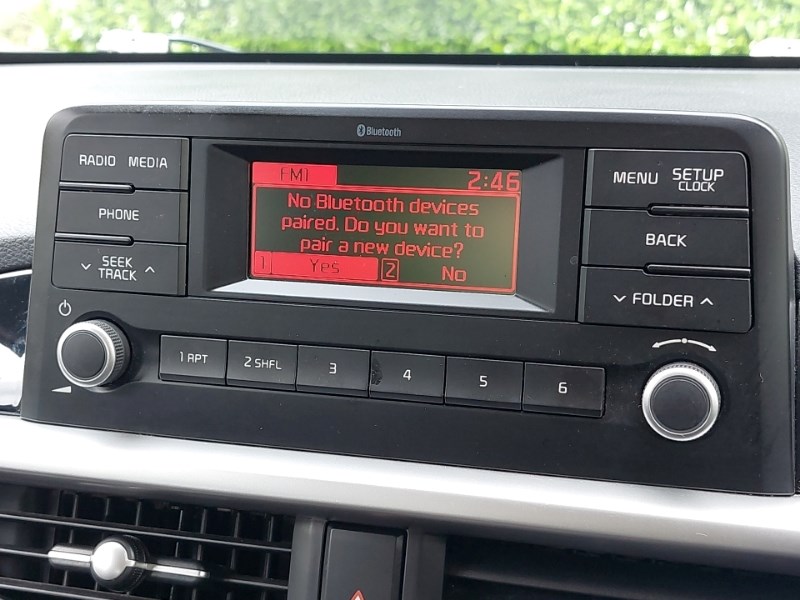 Bluetooth
RADIO MEDIA
PHONE
SEEK
TRACK
FM1 2:46
No Bluetooth devices
paired. Do you want to
pair a new device?
1 Yes 2 No
MENU SETUP
CLOCK
BACK
FOLDER
1 RPT 2 SHFL 3 4 5 6